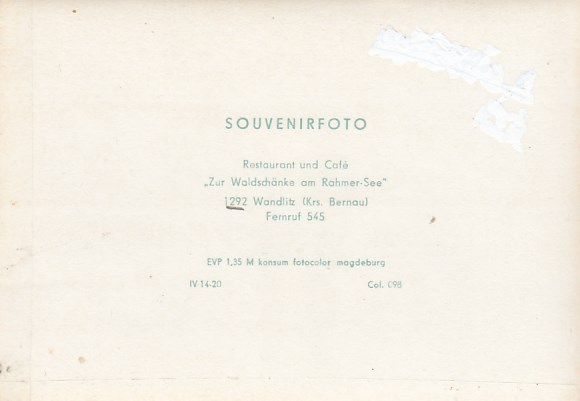 SOUVENIRFOTO
Restaurant und Café
„Zur Waldschänke am Rahmer-See"
1292 Wandlitz (Krs. Bernau)
Fernruf 545
EVP 1,35 M konsum fotocolor magdeburg
IV-14-20 Col. 098